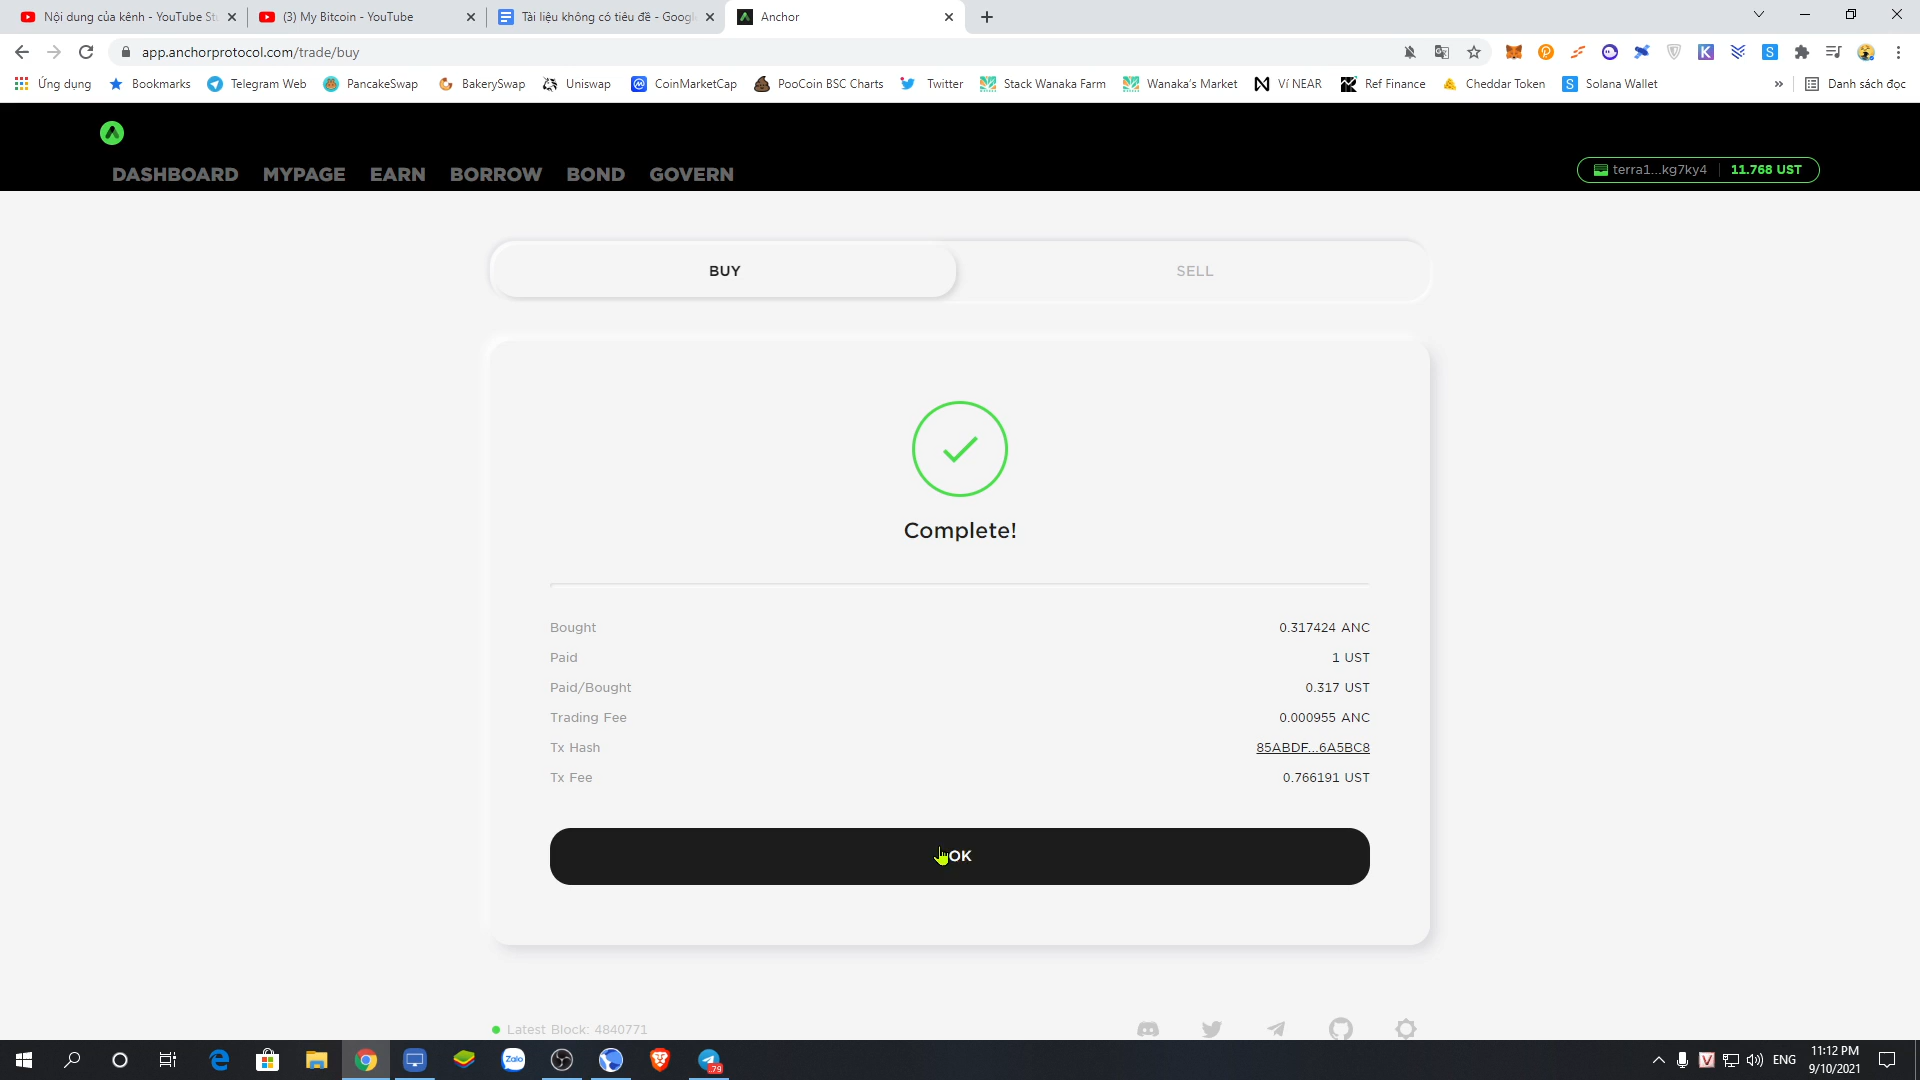 Nội dung của kênh - YouTube St
(3) My Bitcoin - YouTube
Tài liệu không có tiêu đề - Googl
Anchor
app.anchorprotocol.com/trade/buy
Ứng dụng
Bookmarks
Telegram Web
PancakeSwap
BakerySwap
Uniswap
CoinMarketCap
PooCoin BSC Charts
Twitter
Stack Wanaka Farm
Wanaka's Market
Ví NEAR
Ref Finance
Cheddar Token
Solana Wallet
»
Danh sách đọc
DASHBOARD MYPAGE EARN BORROW BOND GOVERN
terra1...kg7ky4 11.768 UST
BUY SELL
Complete!
Bought 0.317424 ANC
Paid 1 UST
Paid/Bought 0.317 UST
Trading Fee 0.000955 ANC
Tx Hash 85ABDF...6A5BC8
Tx Fee 0.766191 UST
OK
Latest Block: 4840771
Zalo
79
ENG
11:12 PM
9/10/2021